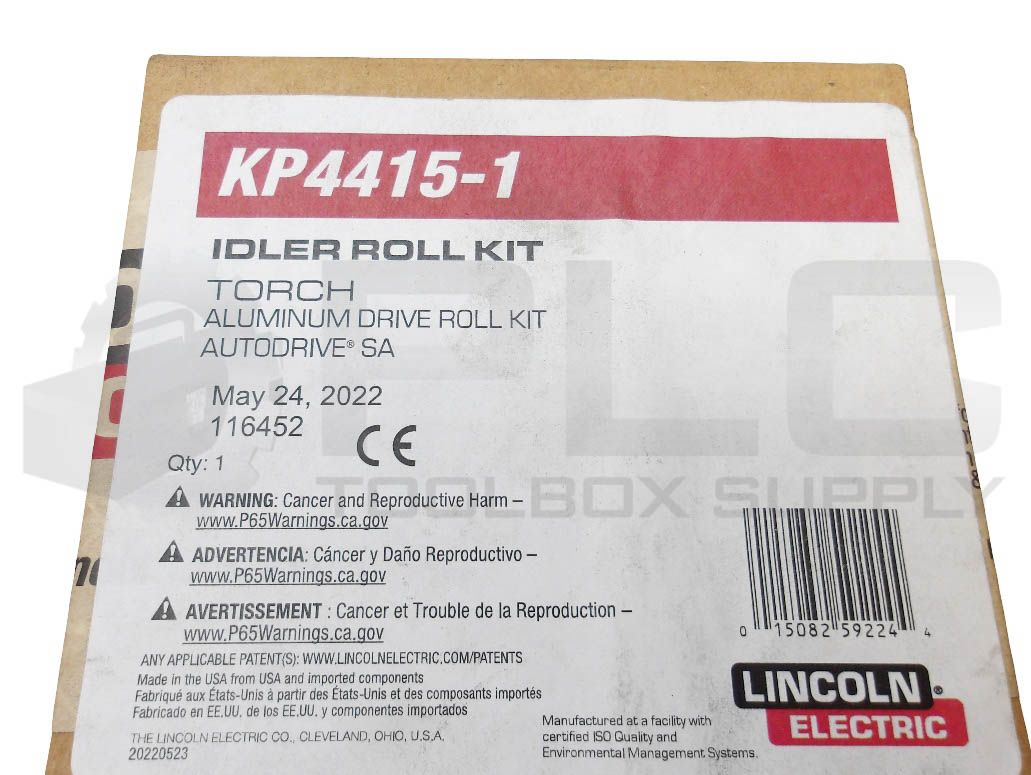 KP4415-1
IDLER ROLL KIT
TORCH
ALUMINUM DRIVE ROLL KIT
AUTODRIVE® SA
May 24, 2022
116452
CE
Qty: 1
WARNING: Cancer and Reproductive Harm –
www.P65Warnings.ca.gov
ADVERTENCIA: Cáncer y Daño Reproductivo –
www.P65Warnings.ca.gov
AVERTISSEMENT : Cancer et Trouble de la Reproduction –
www.P65Warnings.ca.gov
ANY APPLICABLE PATENT(S): WWW.LINCOLNELECTRIC.COM/PATENTS
Made in the USA from USA and imported components
Fabriqué aux États-Unis à partir des États-Unis et des composants importés
Fabricado en EE.UU. de los EE.UU. y componentes importados
THE LINCOLN ELECTRIC CO., CLEVELAND, OHIO, U.S.A.
20220523
0 15082 59224 4
LINCOLN®
ELECTRIC
Manufactured at a facility with
certified ISO Quality and
Environmental Management Systems.
PLC
TOOLBOX SUPPLY